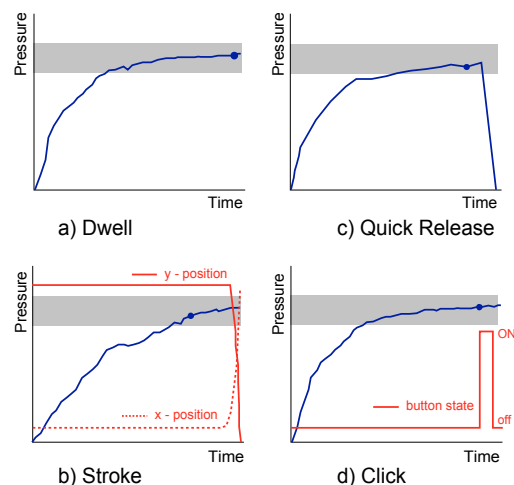 Pressure
Time
a) Dwell
Pressure
Time
c) Quick Release
Pressure
y - position
x - position
Time
b) Stroke
Pressure
ON
button state
off
Time
d) Click